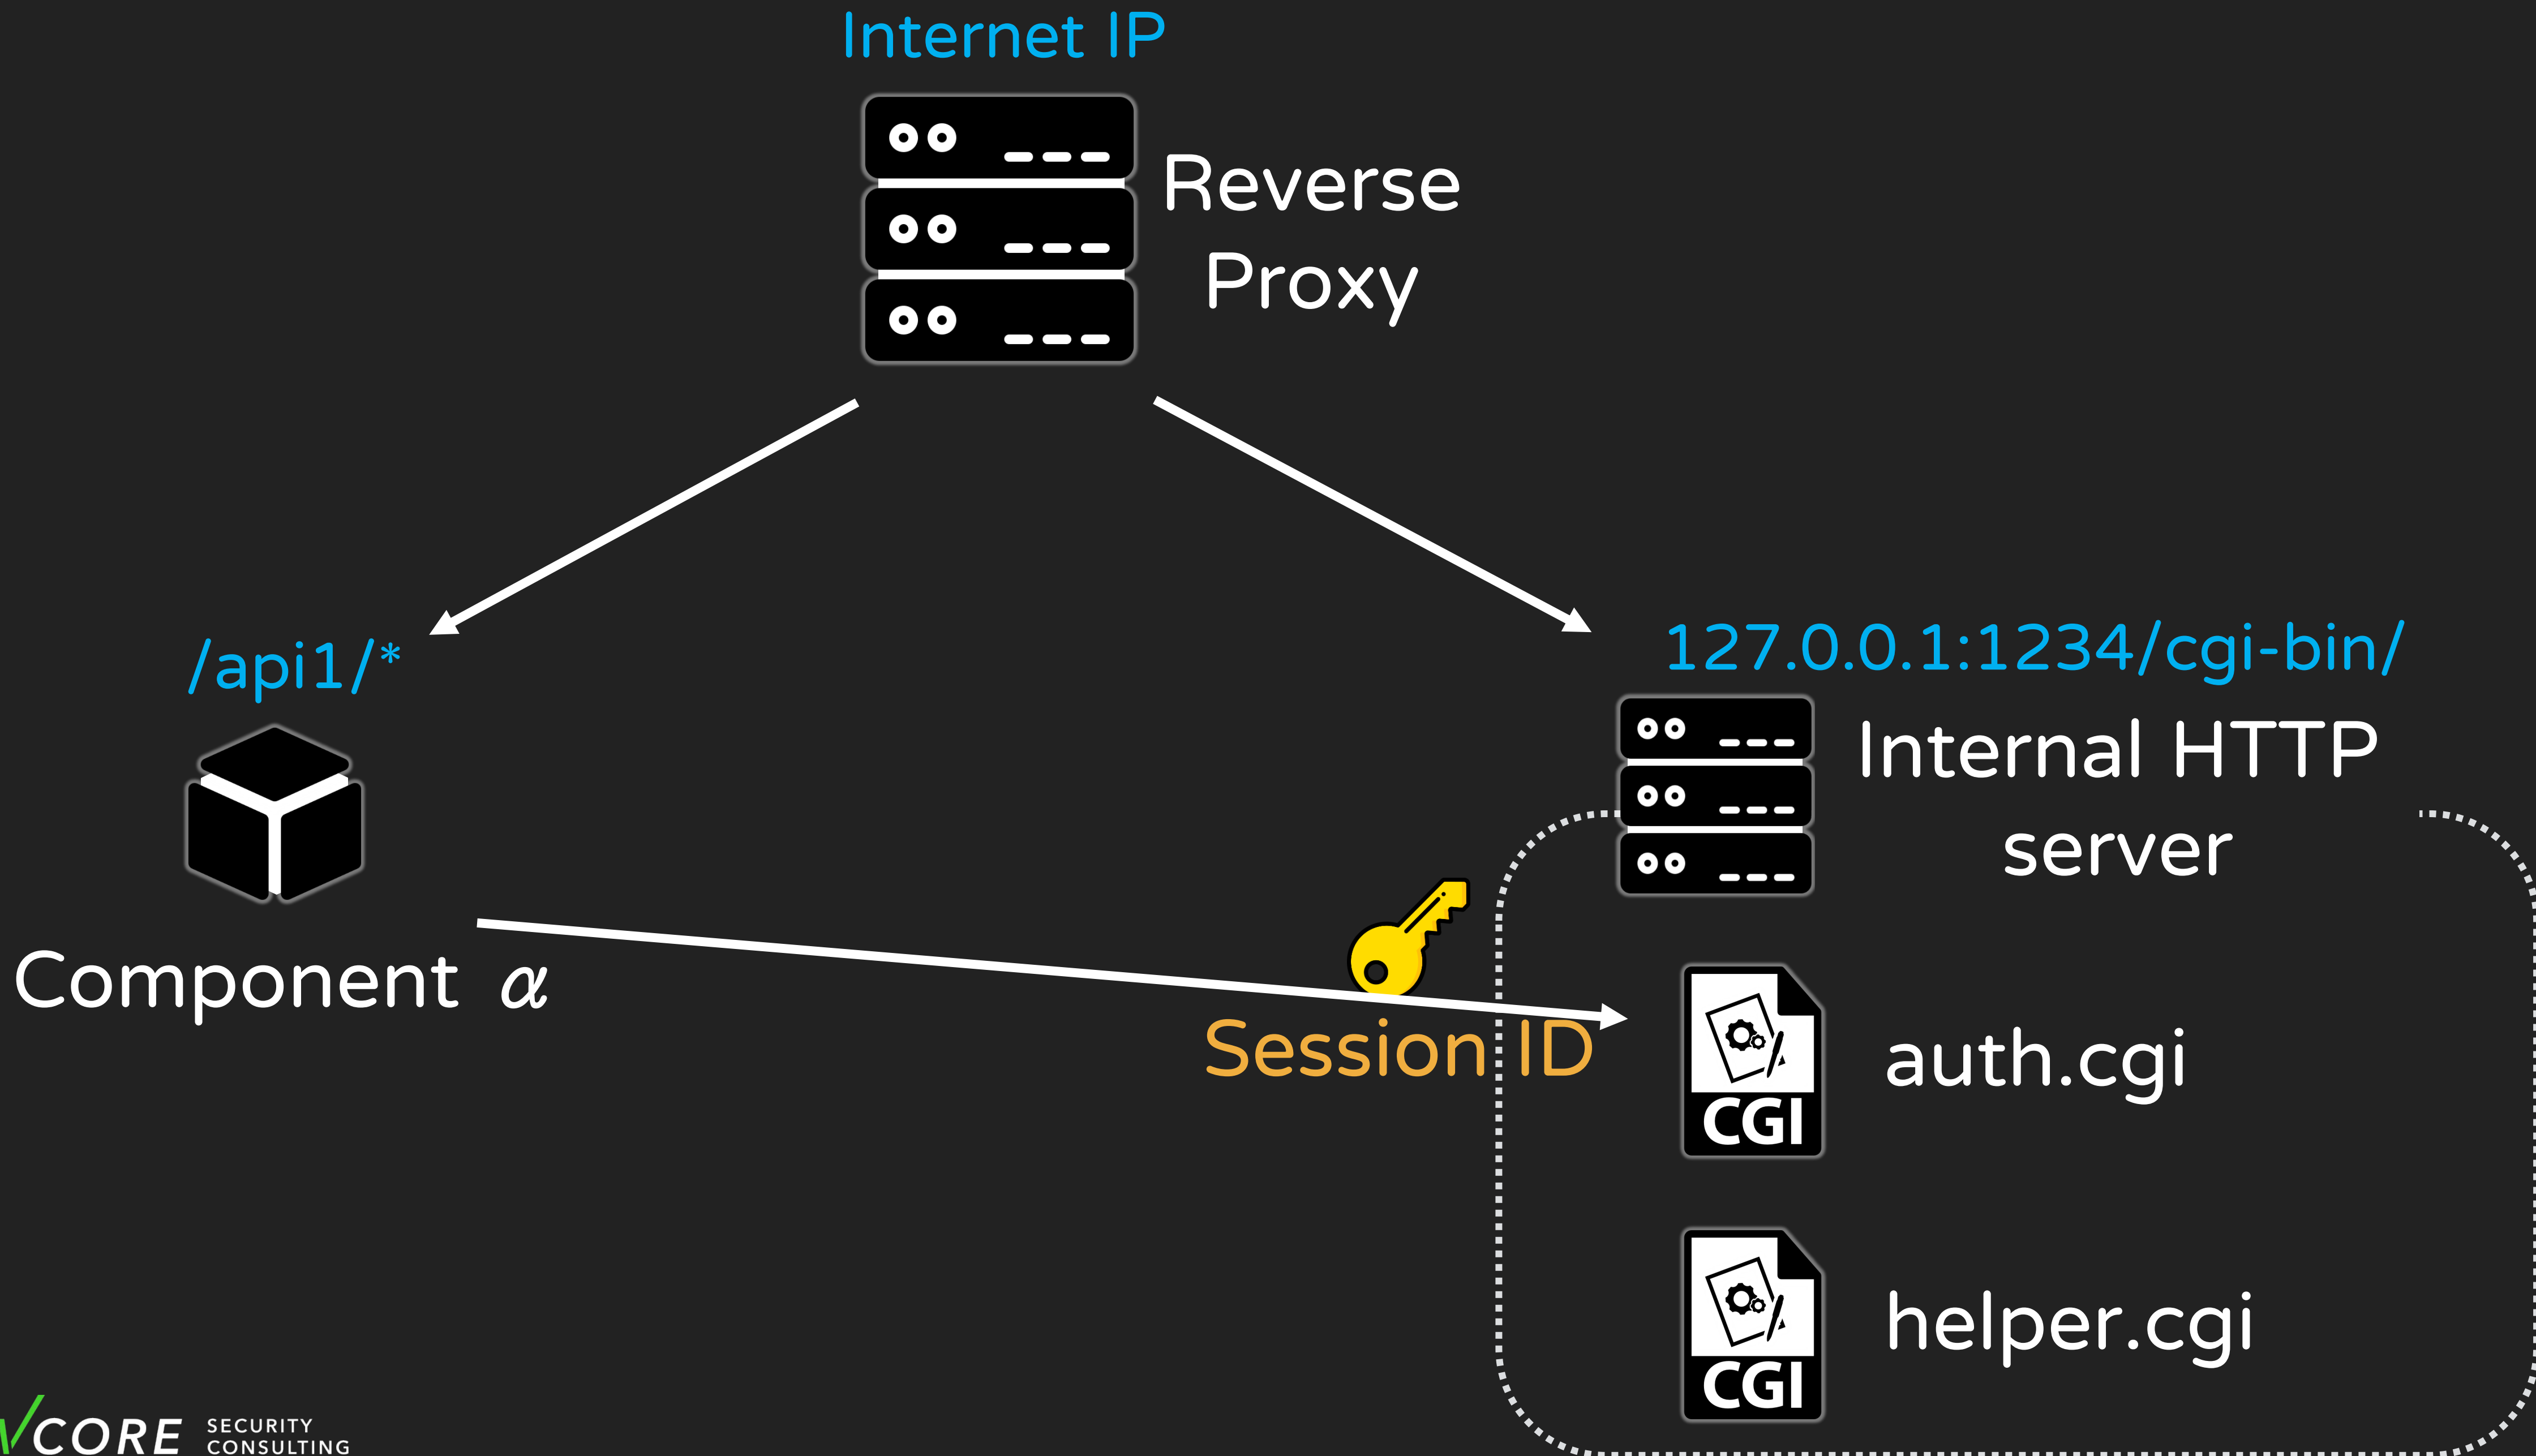 Internet IP
Reverse
Proxy
/api1/*
127.0.0.1:1234/cgi-bin/
Internal HTTP
server
Component α
Session ID
CGI
auth.cgi
CGI
helper.cgi
CORE
SECURITY
CONSULTING